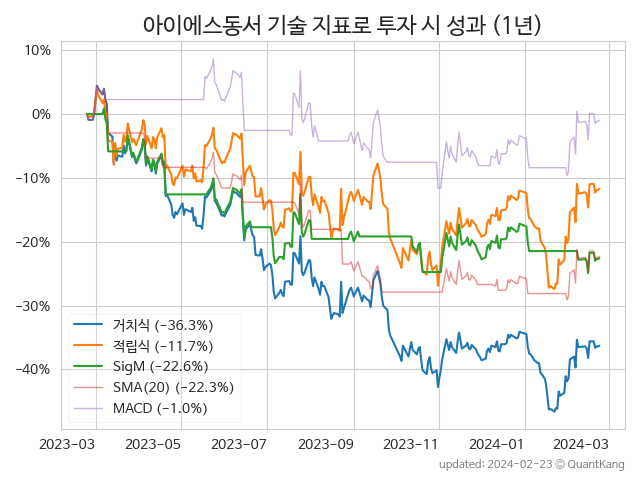 아이에스동서 기술 지표로 투자 시 성과 (1년)
10%
0%
−10%
−20%
−30%
−40%
거치식 (−36.3%)
적립식 (−11.7%)
SigM (−22.6%)
SMA(20) (−22.3%)
MACD (−1.0%)
2023-03 2023-05 2023-07 2023-09 2023-11 2024-01 2024-03
updated: 2024-02-23 © QuantKang